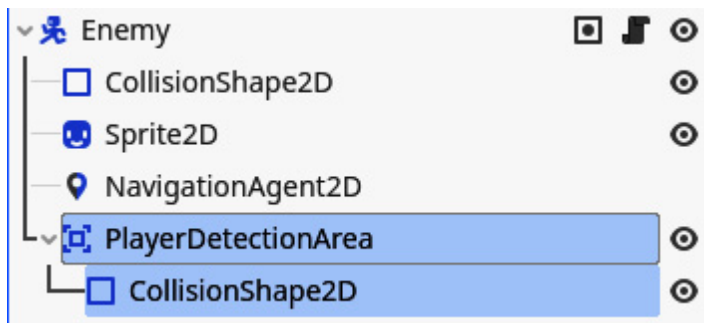 Enemy
CollisionShape2D
Sprite2D
NavigationAgent2D
PlayerDetectionArea
CollisionShape2D